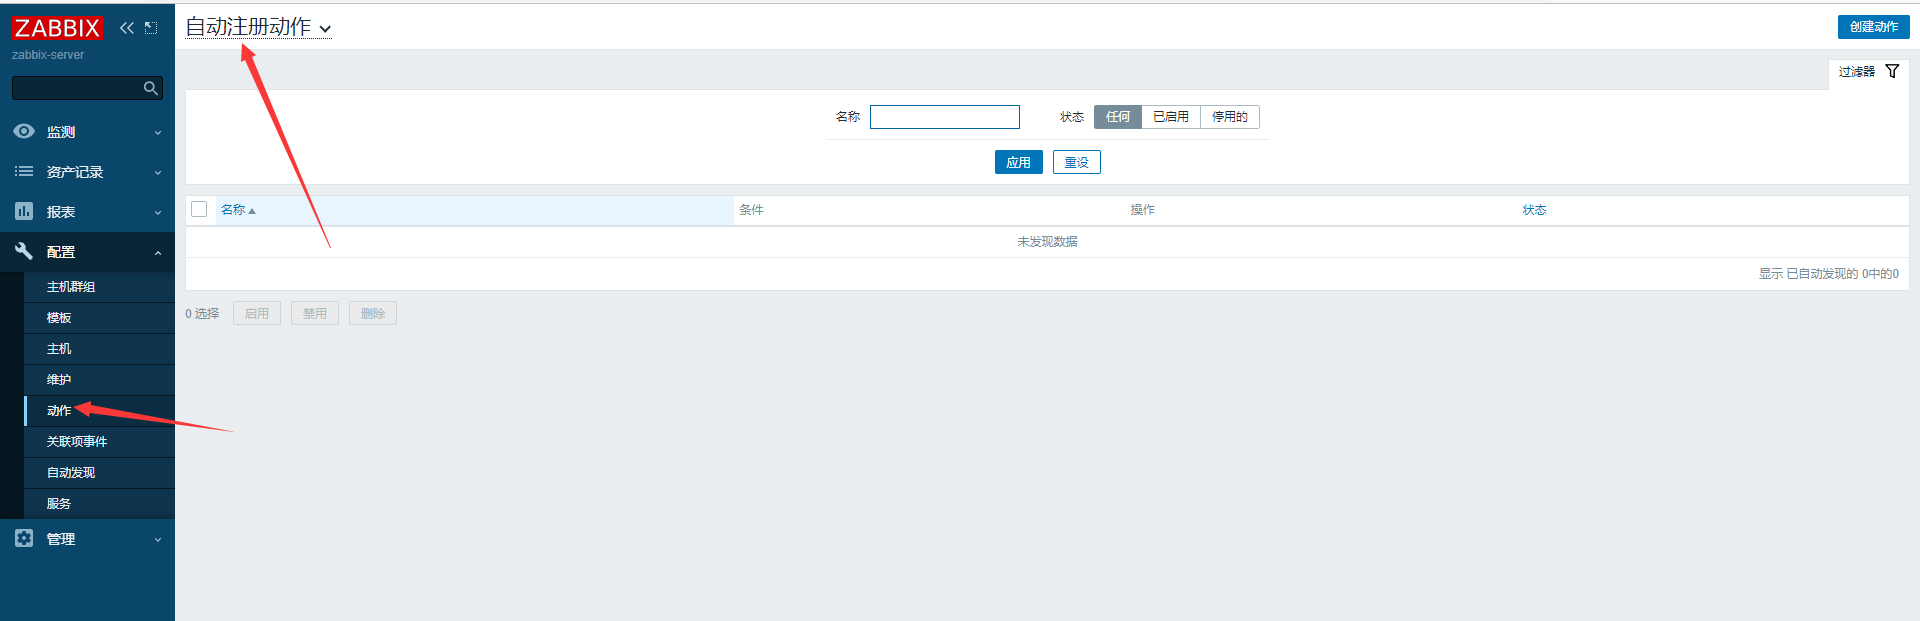 ZABBIX
zabbix-server
监测
资产记录
报表
配置
主机群组
模板
主机
维护
动作
关联项事件
自动发现
服务
管理
自动注册动作
创建动作
过滤器
名称 状态 任何 已启用 停用的
应用 重设
名称 条件 操作 状态
未发现数据
显示 已自动发现的 0中的0
0 选择 启用 禁用 删除